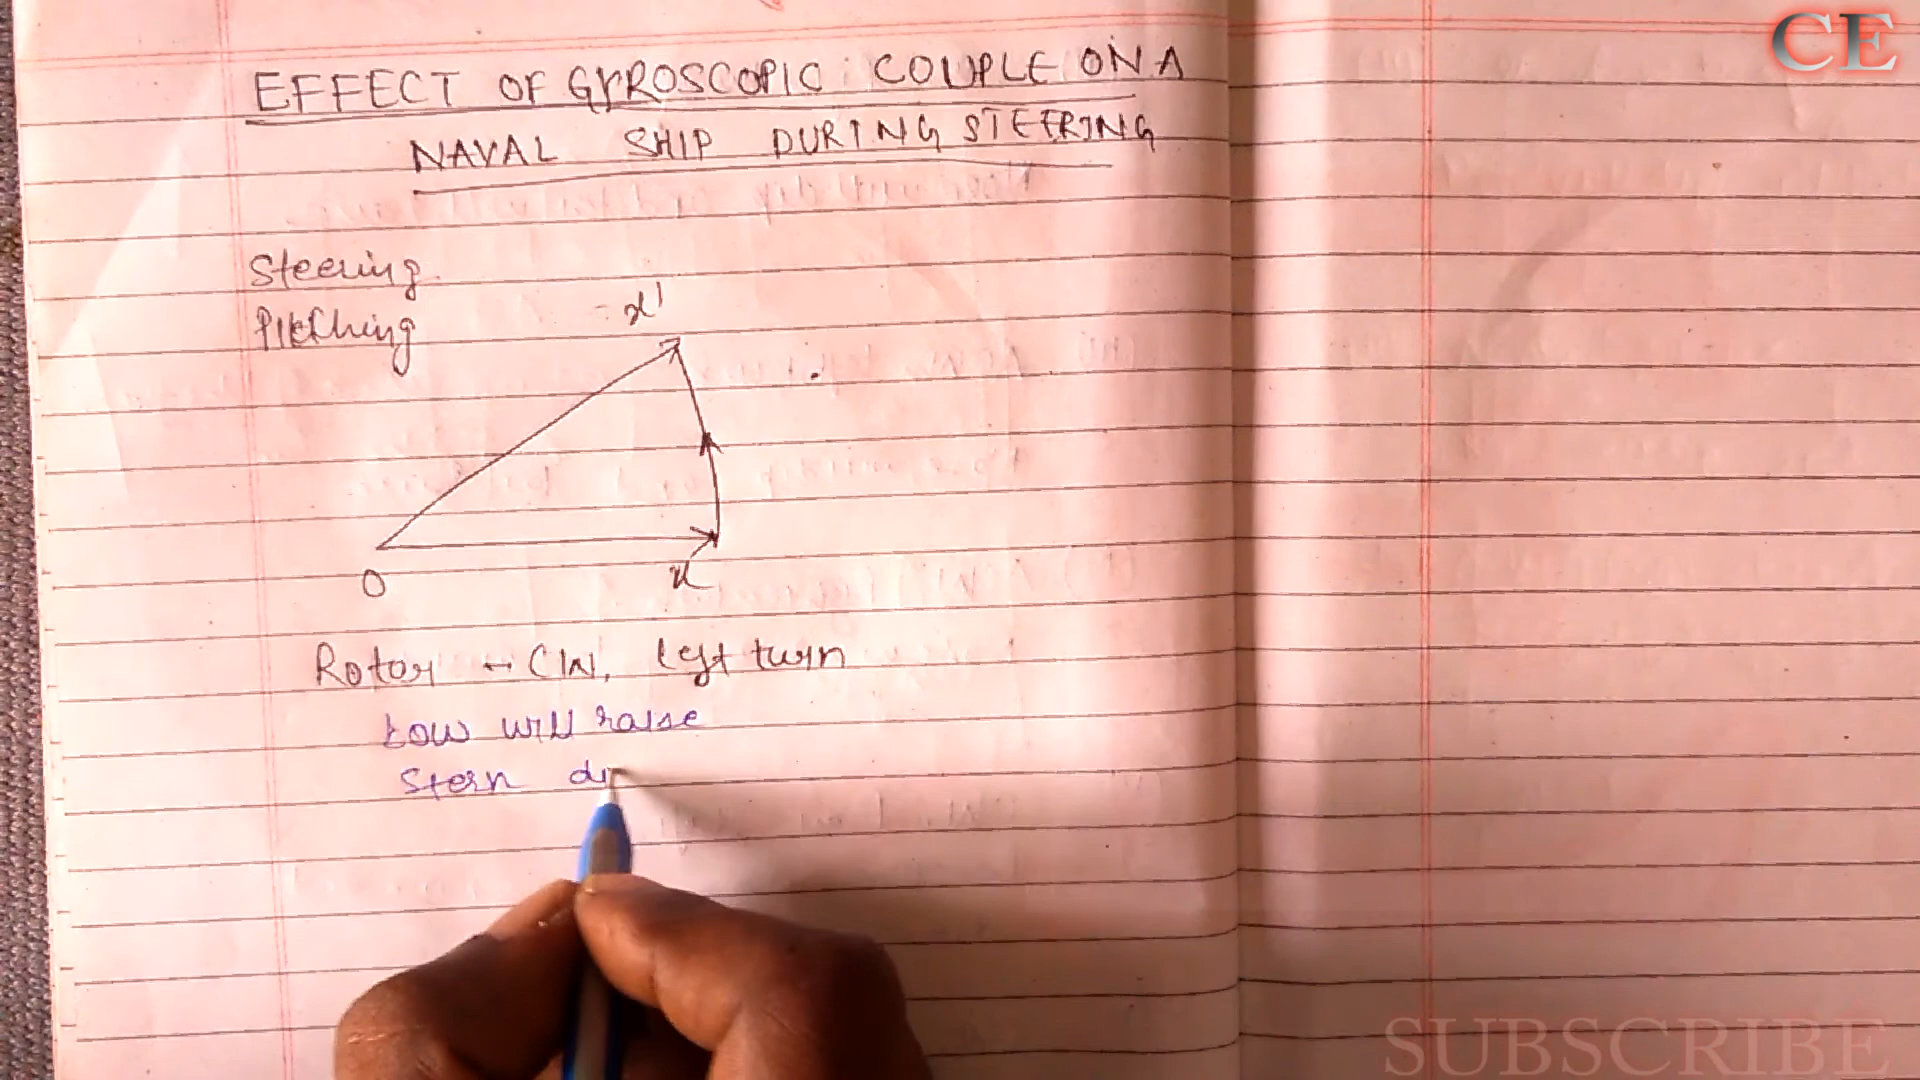 CE
EFFECT OF GYROSCOPIC COUPLE ON A
NAVAL SHIP DURING STEERING
Steering
Pitching
x'
O
x
Rotor - CW, left turn
bow will raise
Stern d
SUBSCRIBE